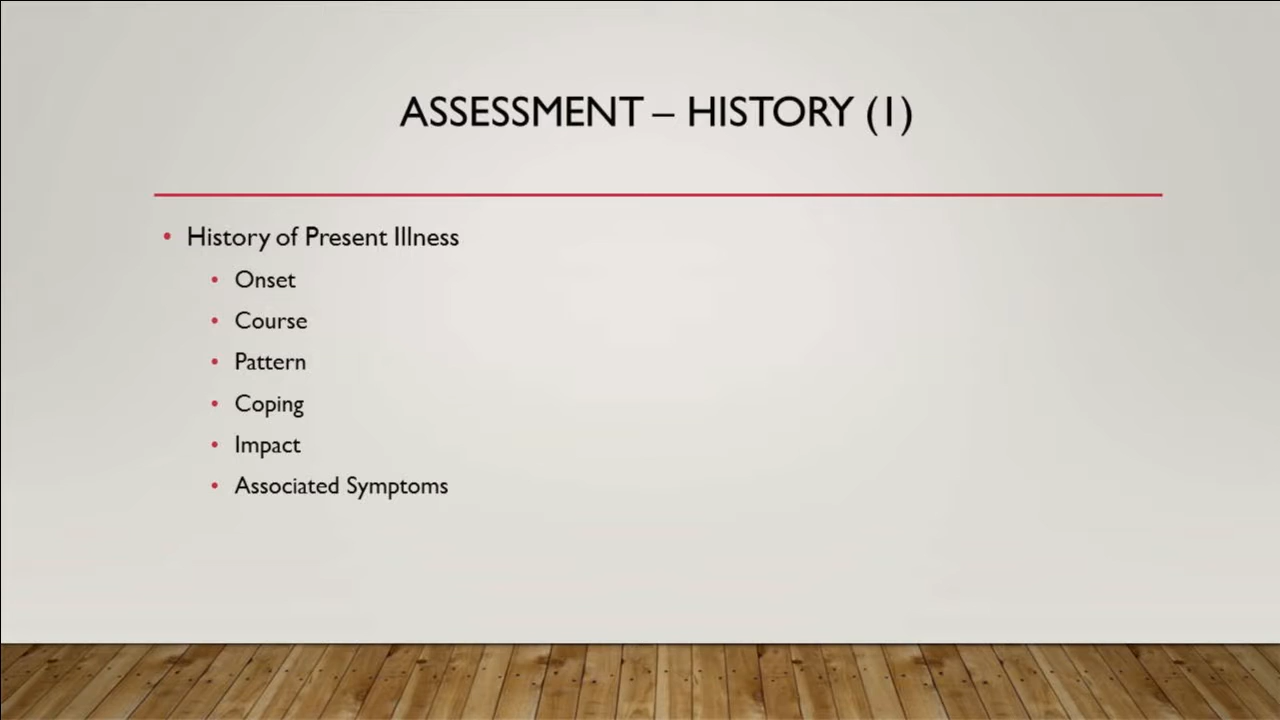 ASSESSMENT – HISTORY (1)
• History of Present Illness
• Onset
• Course
• Pattern
• Coping
• Impact
• Associated Symptoms